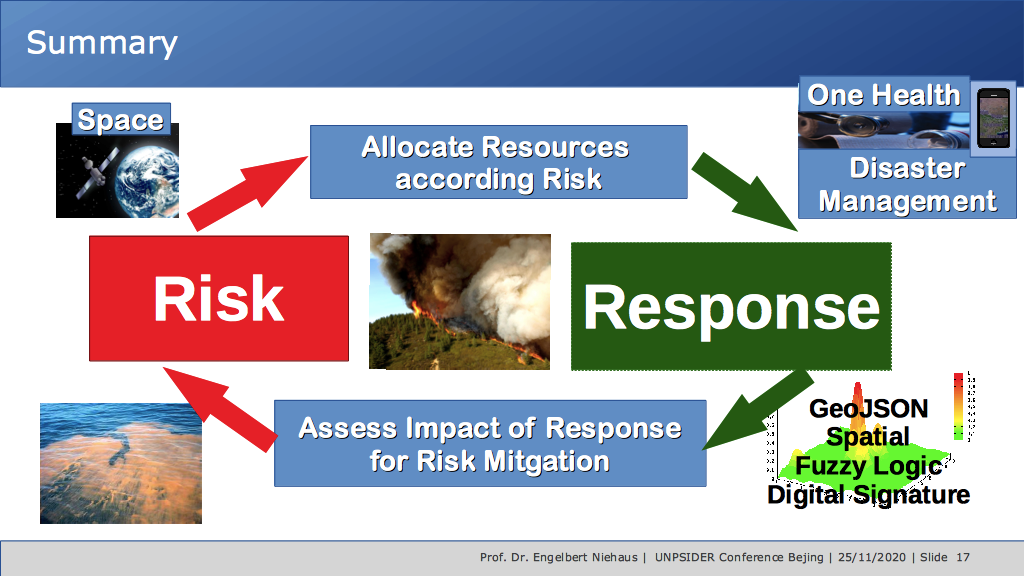 Summary
Space
One Health
Allocate Resources
according Risk
Disaster
Management
Risk
Response
Assess Impact of Response
for Risk Mitgation
GeoJSON
Spatial
Fuzzy Logic
Digital Signature
Prof. Dr. Engelbert Niehaus | UNPSIDER Conference Bejing | 25/11/2020 | Slide 17